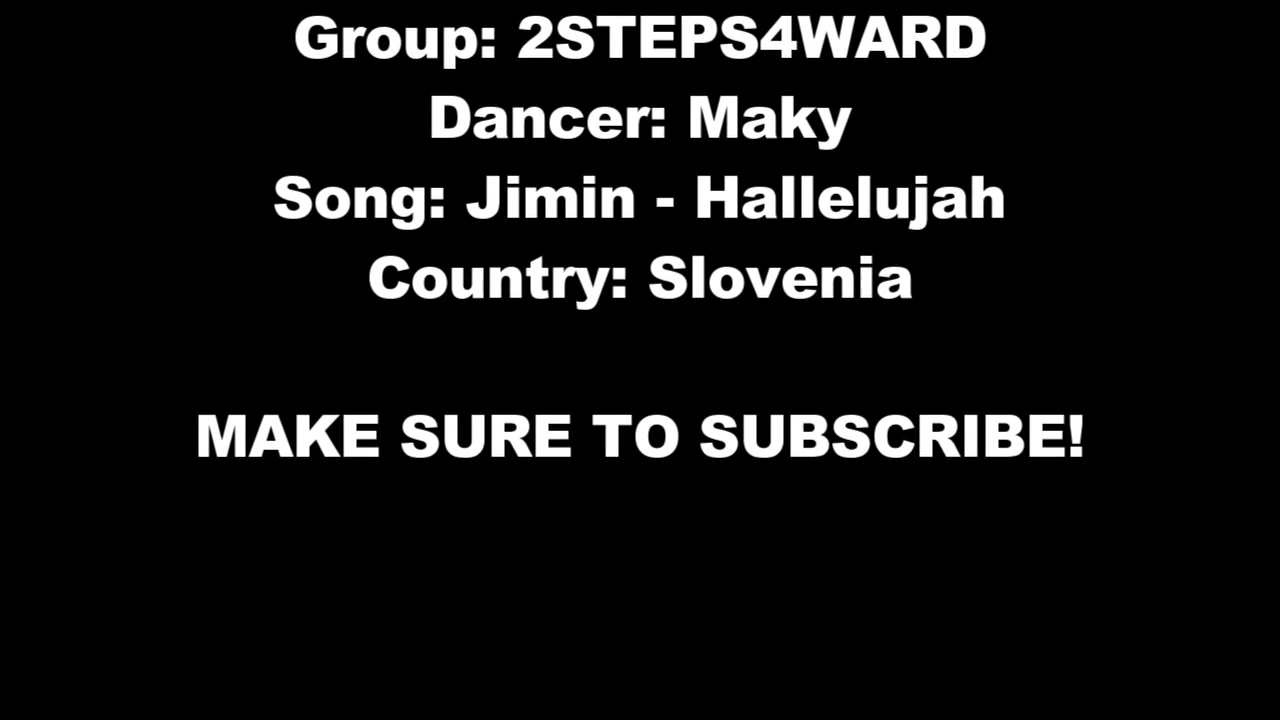 Group: 2STEPS4WARD
Dancer: Maky
Song: Jimin - Hallelujah
Country: Slovenia
MAKE SURE TO SUBSCRIBE!